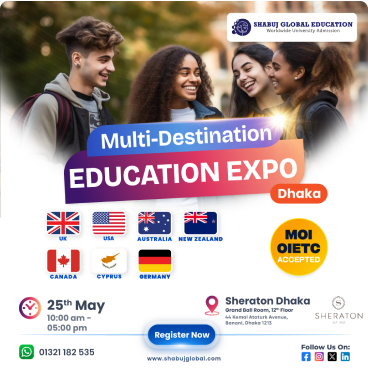 SHABUJ GLOBAL EDUCATION
Worldwide University Admission
Multi-Destination
EDUCATION EXPO
Dhaka
UK
USA
AUSTRALIA
NEW ZEALAND
CANADA
CYPRUS
GERMANY
MOI
OIETC
ACCEPTED
25th May
10:00 am -
05:00 pm
Sheraton Dhaka
Grand Ball Room, 12th Floor
44 Kemal Ataturk Avenue,
Banani, Dhaka 1213
SHERATON
Register Now
01321 182 535
www.shabujglobal.com
Follow Us On: